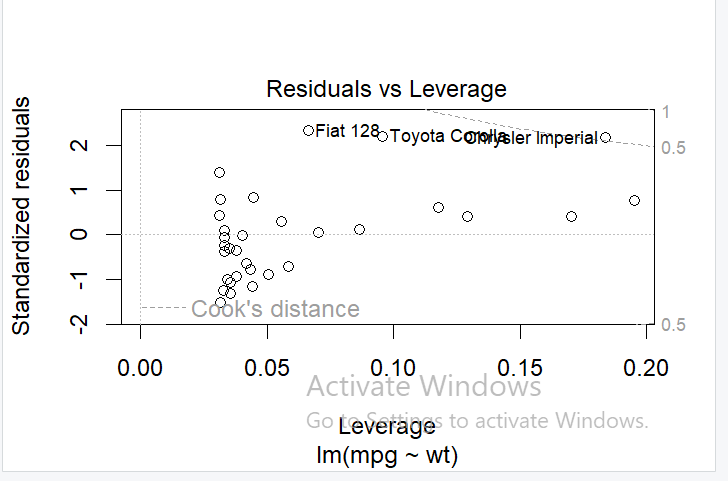 Residuals vs Leverage
Standardized residuals
2
1
0
-1
-2
1
0.5
0.5
Fiat 128
Toyota Corolla
Chrysler Imperial
Cook's distance
0.00 0.05 0.10 0.15 0.20
Activate Windows
Go to Settings to activate Windows.
Leverage
lm(mpg ~ wt)